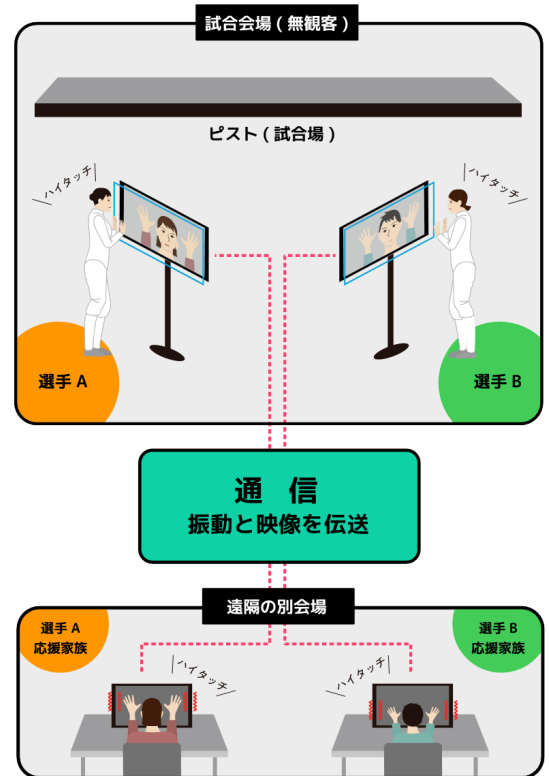 試合会場 ( 無観客 )
ピスト ( 試合場 )
ハイタッチ
ハイタッチ
選手 A
選手 B
通 信
振動と映像を伝送
遠隔の別会場
選手 A
応援家族
選手 B
応援家族
ハイタッチ
ハイタッチ